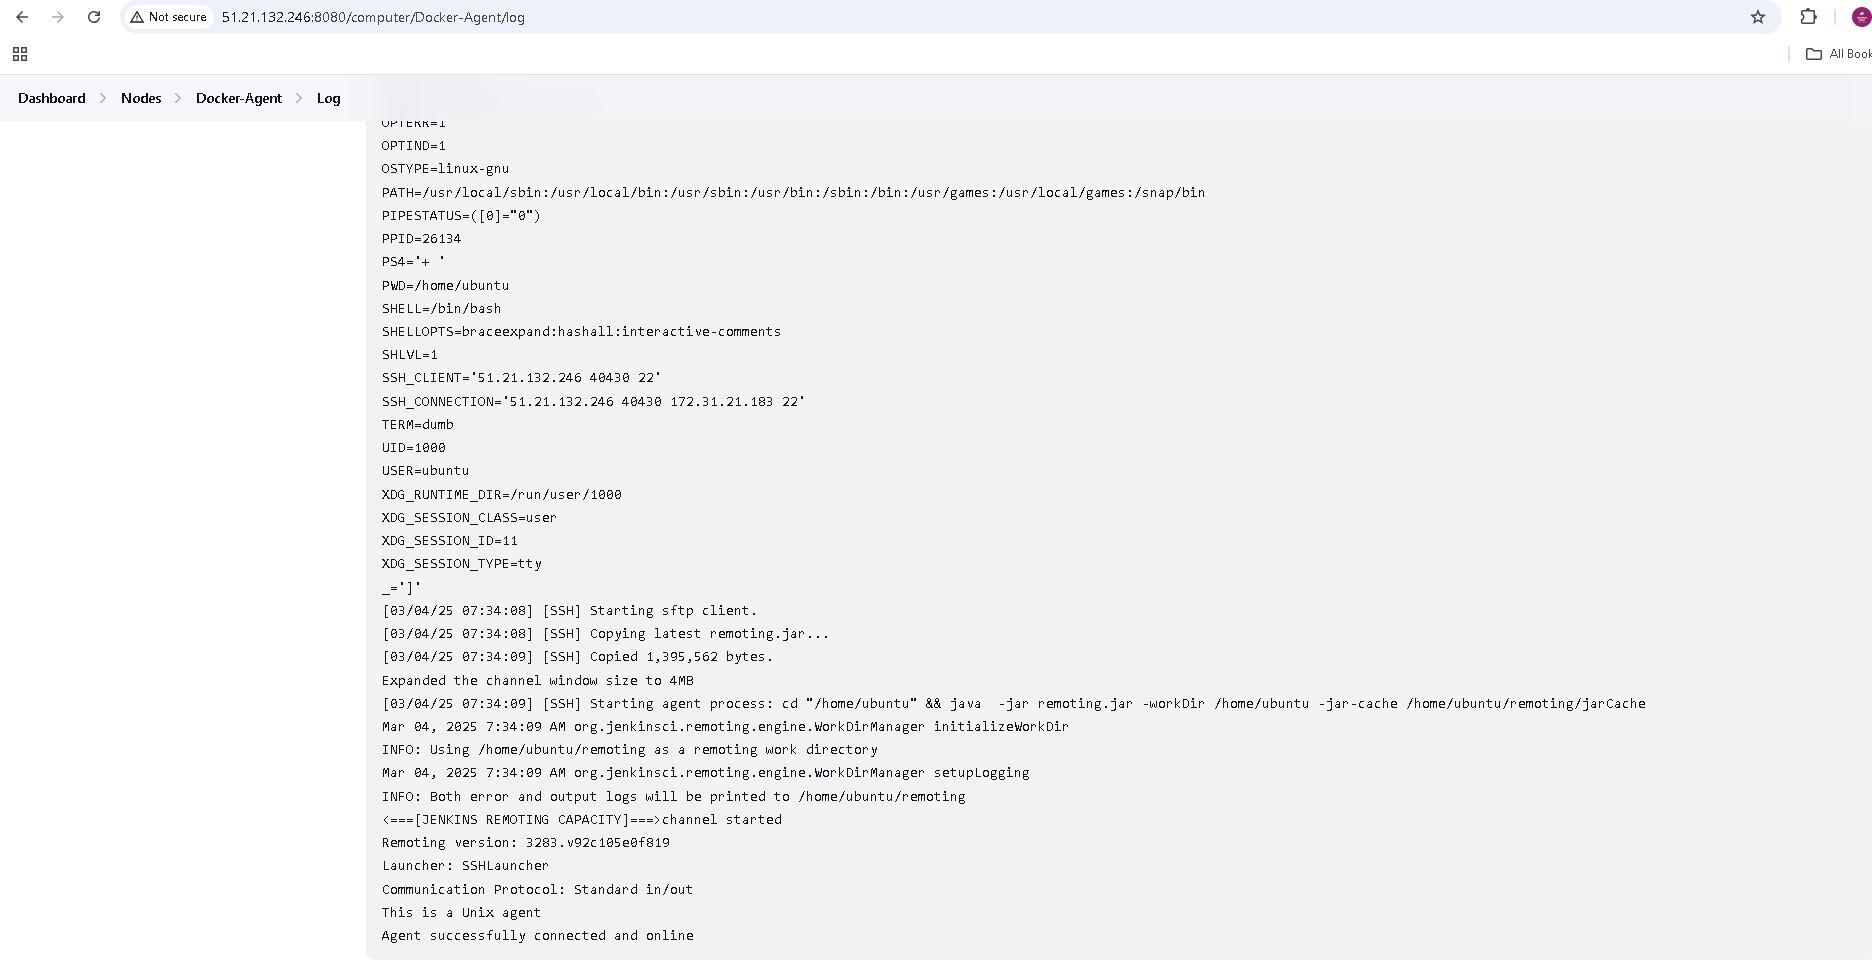 Not secure 51.21.132.246:8080/computer/Docker-Agent/log
All Book
Dashboard Nodes Docker-Agent Log
OPTERR=1
OPTIND=1
OSTYPE=linux-gnu
PATH=/usr/local/sbin:/usr/local/bin:/usr/sbin:/usr/bin:/sbin:/bin:/usr/games:/usr/local/games:/snap/bin
PIPESTATUS=([0]="0")
PPID=26134
PS4='+ '
PWD=/home/ubuntu
SHELL=/bin/bash
SHELLOPTS=braceexpand:hashall:interactive-comments
SHLVL=1
SSH_CLIENT='51.21.132.246 40430 22'
SSH_CONNECTION='51.21.132.246 40430 172.31.21.183 22'
TERM=dumb
UID=1000
USER=ubuntu
XDG_RUNTIME_DIR=/run/user/1000
XDG_SESSION_CLASS=user
XDG_SESSION_ID=11
XDG_SESSION_TYPE=tty
_=']'
[03/04/25 07:34:08] [SSH] Starting sftp client.
[03/04/25 07:34:08] [SSH] Copying latest remoting.jar...
[03/04/25 07:34:09] [SSH] Copied 1,395,562 bytes.
Expanded the channel window size to 4MB
[03/04/25 07:34:09] [SSH] Starting agent process: cd "/home/ubuntu" && java  -jar remoting.jar -workDir /home/ubuntu -jar-cache /home/ubuntu/remoting/jarCache
Mar 04, 2025 7:34:09 AM org.jenkinsci.remoting.engine.WorkDirManager initializeWorkDir
INFO: Using /home/ubuntu/remoting as a remoting work directory
Mar 04, 2025 7:34:09 AM org.jenkinsci.remoting.engine.WorkDirManager setupLogging
INFO: Both error and output logs will be printed to /home/ubuntu/remoting
<===[JENKINS REMOTING CAPACITY]===>channel started
Remoting version: 3283.v92c105e0f819
Launcher: SSHLauncher
Communication Protocol: Standard in/out
This is a Unix agent
Agent successfully connected and online